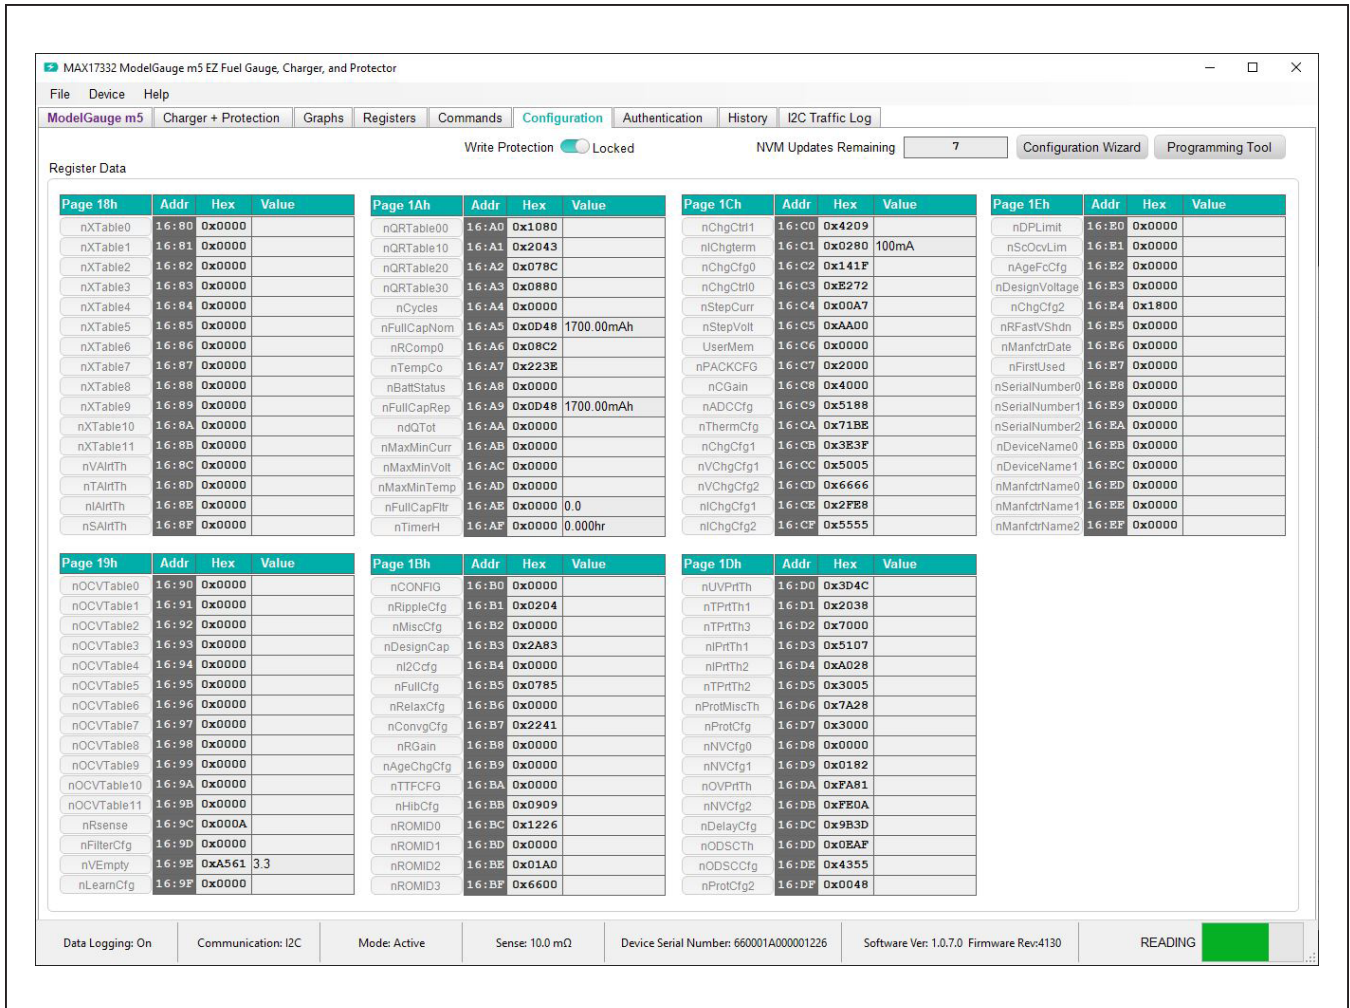 MAX17332 ModelGauge m5 EZ Fuel Gauge, Charger, and Protector
File Device Help
ModelGauge m5 Charger + Protection Graphs Registers Commands Configuration Authentication History I2C Traffic Log
Write Protection Locked NVM Updates Remaining 7 Configuration Wizard Programming Tool
Register Data
Page 18h Addr Hex Value
nXTable0 16:80 0x0000
nXTable1 16:81 0x0000
nXTable2 16:82 0x0000
nXTable3 16:83 0x0000
nXTable4 16:84 0x0000
nXTable5 16:85 0x0000
nXTable6 16:86 0x0000
nXTable7 16:87 0x0000
nXTable8 16:88 0x0000
nXTable9 16:89 0x0000
nXTable10 16:8A 0x0000
nXTable11 16:8B 0x0000
nVAlrtTh 16:8C 0x0000
nTAlrtTh 16:8D 0x0000
nIAlrtTh 16:8E 0x0000
nSAlrtTh 16:8F 0x0000
Page 1Ah Addr Hex Value
nQRTable00 16:A0 0x1080
nQRTable10 16:A1 0x2043
nQRTable20 16:A2 0x078C
nQRTable30 16:A3 0x0880
nCycles 16:A4 0x0000
nFullCapNom 16:A5 0x0D48 1700.00mAh
nRComp0 16:A6 0x08C2
nTempCo 16:A7 0x223E
nBattStatus 16:A8 0x0000
nFullCapRep 16:A9 0x0D48 1700.00mAh
ndQTot 16:AA 0x0000
nMaxMinCurr 16:AB 0x0000
nMaxMinVolt 16:AC 0x0000
nMaxMinTemp 16:AD 0x0000
nFullCapFltr 16:AE 0x0000 0.0
nTimerH 16:AF 0x0000 0.000hr
Page 1Ch Addr Hex Value
nChgCtrl1 16:C0 0x4209
nIChgterm 16:C1 0x0280 100mA
nChgCfg0 16:C2 0x141F
nChgCtrl0 16:C3 0xE272
nStepCurr 16:C4 0x00A7
nStepVolt 16:C5 0xAA00
UserMem 16:C6 0x0000
nPACKCFG 16:C7 0x2000
nCGain 16:C8 0x4000
nADCCfg 16:C9 0x5188
nThermCfg 16:CA 0x71BE
nChgCfg1 16:CB 0x3E3F
nVChgCfg1 16:CC 0x5005
nVChgCfg2 16:CD 0x6666
nIChgCfg1 16:CE 0x2FE8
nIChgCfg2 16:CF 0x5555
Page 1Eh Addr Hex Value
nDPLimit 16:E0 0x0000
nScOcvLim 16:E1 0x0000
nAgeFcCfg 16:E2 0x0000
nDesignVoltage 16:E3 0x0000
nChgCfg2 16:E4 0x1800
nRFastVShdn 16:E5 0x0000
nManfctrDate 16:E6 0x0000
nFirstUsed 16:E7 0x0000
nSerialNumber0 16:E8 0x0000
nSerialNumber1 16:E9 0x0000
nSerialNumber2 16:EA 0x0000
nDeviceName0 16:EB 0x0000
nDeviceName1 16:EC 0x0000
nManfctrName0 16:ED 0x0000
nManfctrName1 16:EE 0x0000
nManfctrName2 16:EF 0x0000
Page 19h Addr Hex Value
nOCVTable0 16:90 0x0000
nOCVTable1 16:91 0x0000
nOCVTable2 16:92 0x0000
nOCVTable3 16:93 0x0000
nOCVTable4 16:94 0x0000
nOCVTable5 16:95 0x0000
nOCVTable6 16:96 0x0000
nOCVTable7 16:97 0x0000
nOCVTable8 16:98 0x0000
nOCVTable9 16:99 0x0000
nOCVTable10 16:9A 0x0000
nOCVTable11 16:9B 0x0000
nRsense 16:9C 0x000A
nFilterCfg 16:9D 0x0000
nVEmpty 16:9E 0xA561 3.3
nLearnCfg 16:9F 0x0000
Page 1Bh Addr Hex Value
nCONFIG 16:B0 0x0000
nRippleCfg 16:B1 0x0204
nMiscCfg 16:B2 0x0000
nDesignCap 16:B3 0x2A83
nI2Ccfg 16:B4 0x0000
nFullCfg 16:B5 0x0785
nRelaxCfg 16:B6 0x0000
nConvgCfg 16:B7 0x2241
nRGain 16:B8 0x0000
nAgeChgCfg 16:B9 0x0000
nTTFCFG 16:BA 0x0000
nHibCfg 16:BB 0x0909
nROMID0 16:BC 0x1226
nROMID1 16:BD 0x0000
nROMID2 16:BE 0x01A0
nROMID3 16:BF 0x6600
Page 1Dh Addr Hex Value
nUVPrtTh 16:D0 0x3D4C
nTPrtTh1 16:D1 0x2038
nTPrtTh3 16:D2 0x7000
nIPrtTh1 16:D3 0x5107
nIPrtTh2 16:D4 0xA028
nTPrtTh2 16:D5 0x3005
nProtMiscTh 16:D6 0x7A28
nProtCfg 16:D7 0x3000
nNVCfg0 16:D8 0x0000
nNVCfg1 16:D9 0x0182
nOVPrtTh 16:DA 0xFA81
nNVCfg2 16:DB 0xFE0A
nDelayCfg 16:DC 0x9B3D
nODSCTh 16:DD 0x0EAF
nODSCCfg 16:DE 0x4355
nProtCfg2 16:DF 0x0048
Data Logging: On Communication: I2C Mode: Active Sense: 10.0 mΩ Device Serial Number: 660001A000001226 Software Ver: 1.0.7.0 Firmware Rev:4130 READING